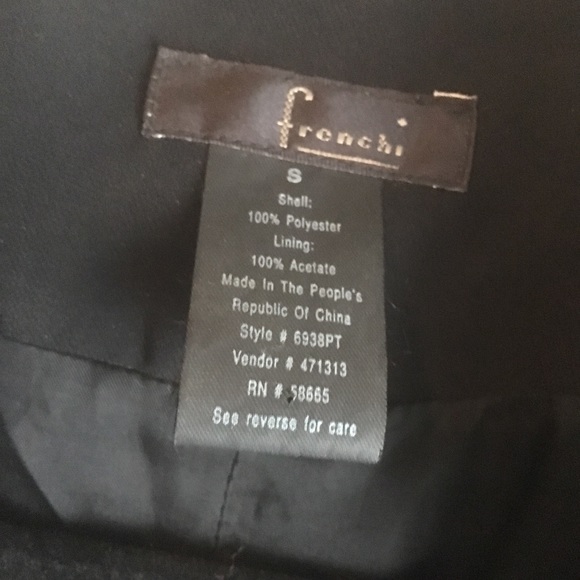 frenchi
S
Shell:
100% Polyester
Lining:
100% Acetate
Made In The People's
Republic Of China
Style # 6938PT
Vendor # 471313
RN # 58665
See reverse for care